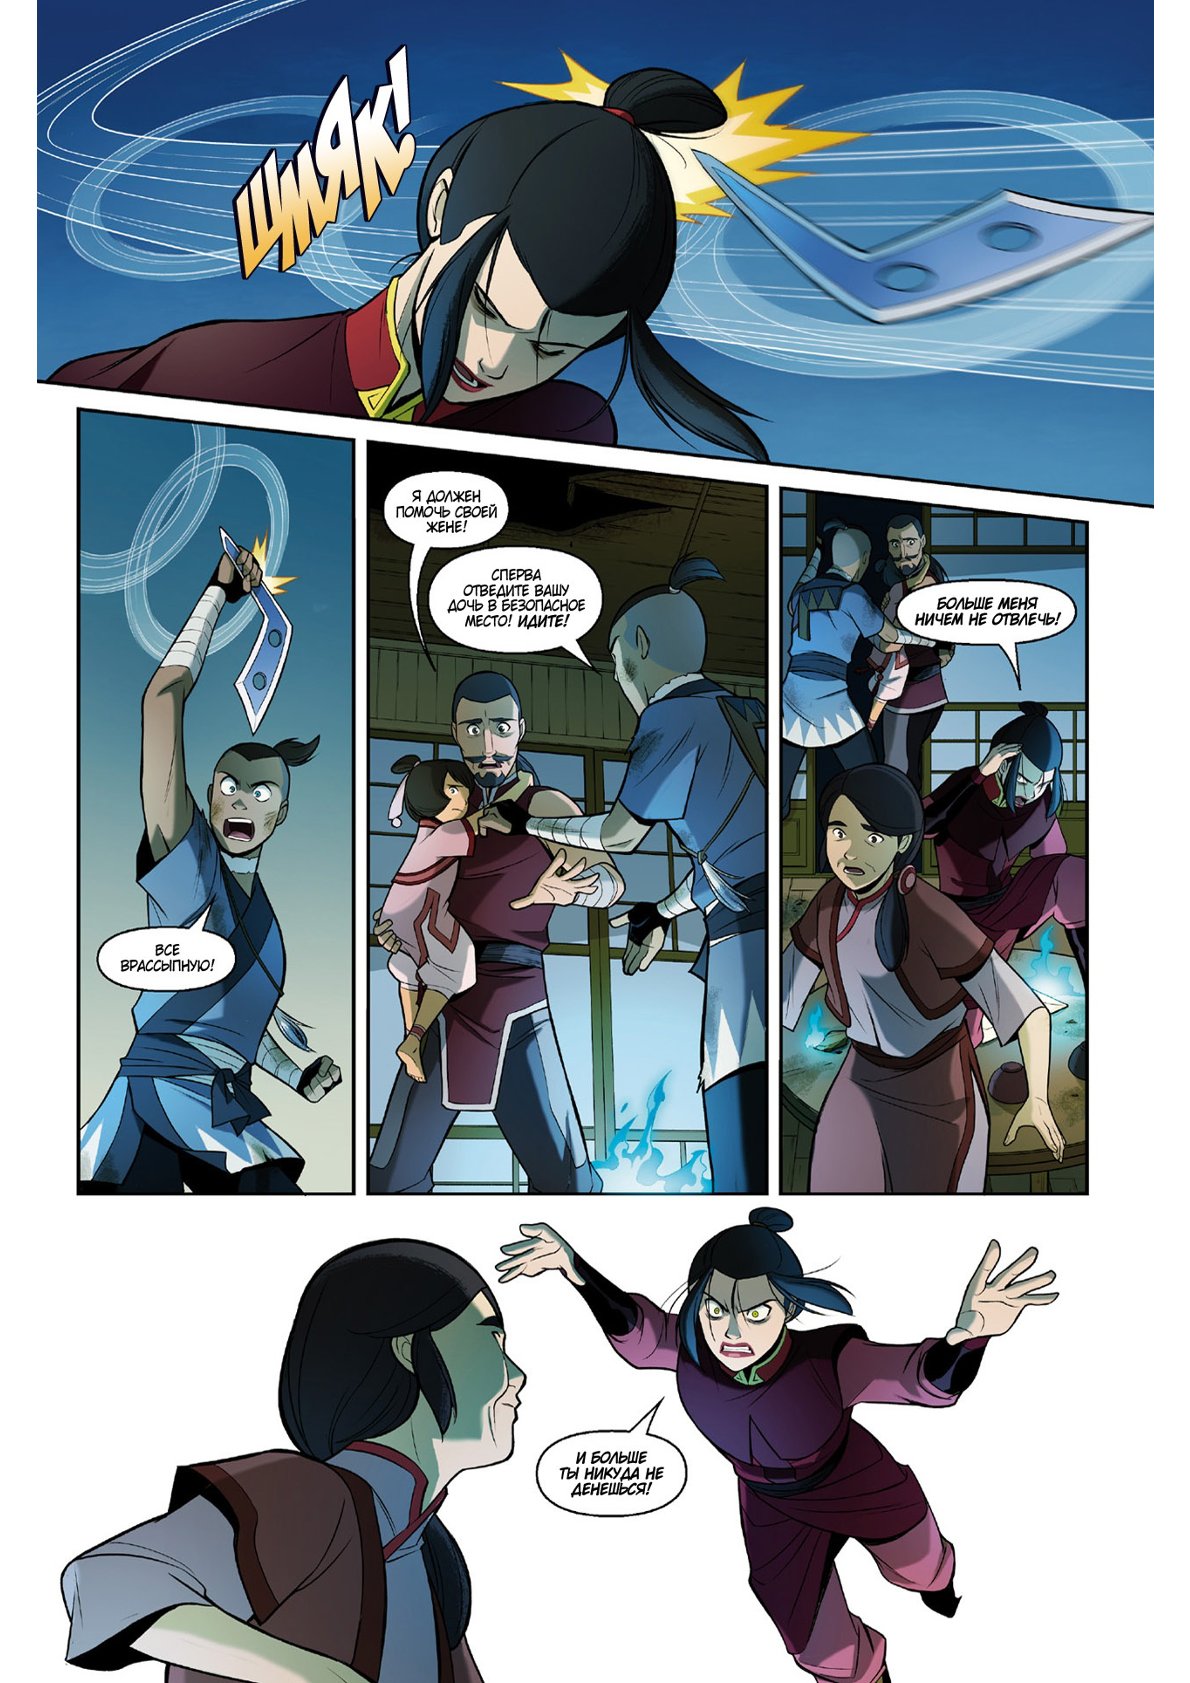 ЩМЯК!
Я ДОЛЖЕН
ПОМОЧЬ СВОЕЙ
ЖЕНЕ!
СПЕРВА
ОТВЕДИТЕ ВАШУ
ДОЧЬ В БЕЗОПАСНОЕ
МЕСТО! ИДИТЕ!
БОЛЬШЕ МЕНЯ
НИЧЕМ НЕ ОТВЛЕЧЬ!
ВСЕ
ВРАССЫПНУЮ!
И БОЛЬШЕ
ТЫ НИКУДА НЕ
ДЕНЕШЬСЯ!